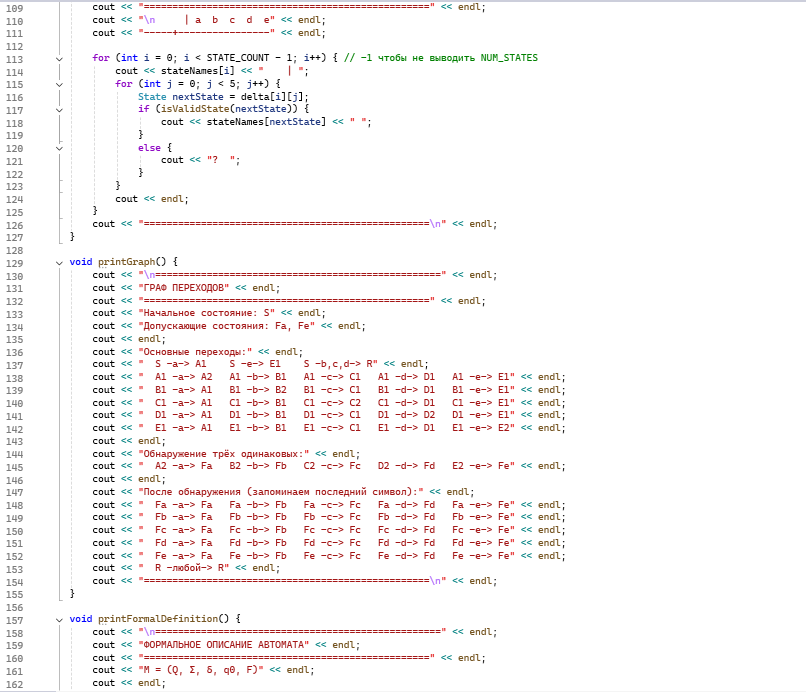 109 cout << "==================================================" << endl;
110 cout << "\n     | a  b  c  d  e" << endl;
111 cout << "-----+----------------" << endl;
112
113 for (int i = 0; i < STATE_COUNT - 1; i++) { // -1 чтобы не выводить NUM_STATES
114 cout << stateNames[i] << "    | ";
115 for (int j = 0; j < 5; j++) {
116 State nextState = delta[i][j];
117 if (isValidState(nextState)) {
118 cout << stateNames[nextState] << " ";
119 }
120 else {
121 cout << "?  ";
122 }
123 }
124 cout << endl;
125 }
126 cout << "==================================================\n" << endl;
127 }
128
129 void printGraph() {
130 cout << "\n==================================================" << endl;
131 cout << "ГРАФ ПЕРЕХОДОВ" << endl;
132 cout << "==================================================" << endl;
133 cout << "Начальное состояние: S" << endl;
134 cout << "Допускающие состояния: Fa, Fe" << endl;
135 cout << endl;
136 cout << "Основные переходы:" << endl;
137 cout << "  S -a-> A1    S -e-> E1    S -b,c,d-> R" << endl;
138 cout << "  A1 -a-> A2   A1 -b-> B1   A1 -c-> C1   A1 -d-> D1   A1 -e-> E1" << endl;
139 cout << "  B1 -a-> A1   B1 -b-> B2   B1 -c-> C1   B1 -d-> D1   B1 -e-> E1" << endl;
140 cout << "  C1 -a-> A1   C1 -b-> B1   C1 -c-> C2   C1 -d-> D1   C1 -e-> E1" << endl;
141 cout << "  D1 -a-> A1   D1 -b-> B1   D1 -c-> C1   D1 -d-> D2   D1 -e-> E1" << endl;
142 cout << "  E1 -a-> A1   E1 -b-> B1   E1 -c-> C1   E1 -d-> D1   E1 -e-> E2" << endl;
143 cout << endl;
144 cout << "Обнаружение трёх одинаковых:" << endl;
145 cout << "  A2 -a-> Fa   B2 -b-> Fb   C2 -c-> Fc   D2 -d-> Fd   E2 -e-> Fe" << endl;
146 cout << endl;
147 cout << "После обнаружения (запоминаем последний символ):" << endl;
148 cout << "  Fa -a-> Fa   Fa -b-> Fb   Fa -c-> Fc   Fa -d-> Fd   Fa -e-> Fe" << endl;
149 cout << "  Fb -a-> Fa   Fb -b-> Fb   Fb -c-> Fc   Fb -d-> Fd   Fb -e-> Fe" << endl;
150 cout << "  Fc -a-> Fa   Fc -b-> Fb   Fc -c-> Fc   Fc -d-> Fd   Fc -e-> Fe" << endl;
151 cout << "  Fd -a-> Fa   Fd -b-> Fb   Fd -c-> Fc   Fd -d-> Fd   Fd -e-> Fe" << endl;
152 cout << "  Fe -a-> Fa   Fe -b-> Fb   Fe -c-> Fc   Fe -d-> Fd   Fe -e-> Fe" << endl;
153 cout << "  R -любой-> R" << endl;
154 cout << "==================================================\n" << endl;
155 }
156
157 void printFormalDefinition() {
158 cout << "\n==================================================" << endl;
159 cout << "ФОРМАЛЬНОЕ ОПИСАНИЕ АВТОМАТА" << endl;
160 cout << "==================================================" << endl;
161 cout << "M = (Q, Σ, δ, q0, F)" << endl;
162 cout << endl;